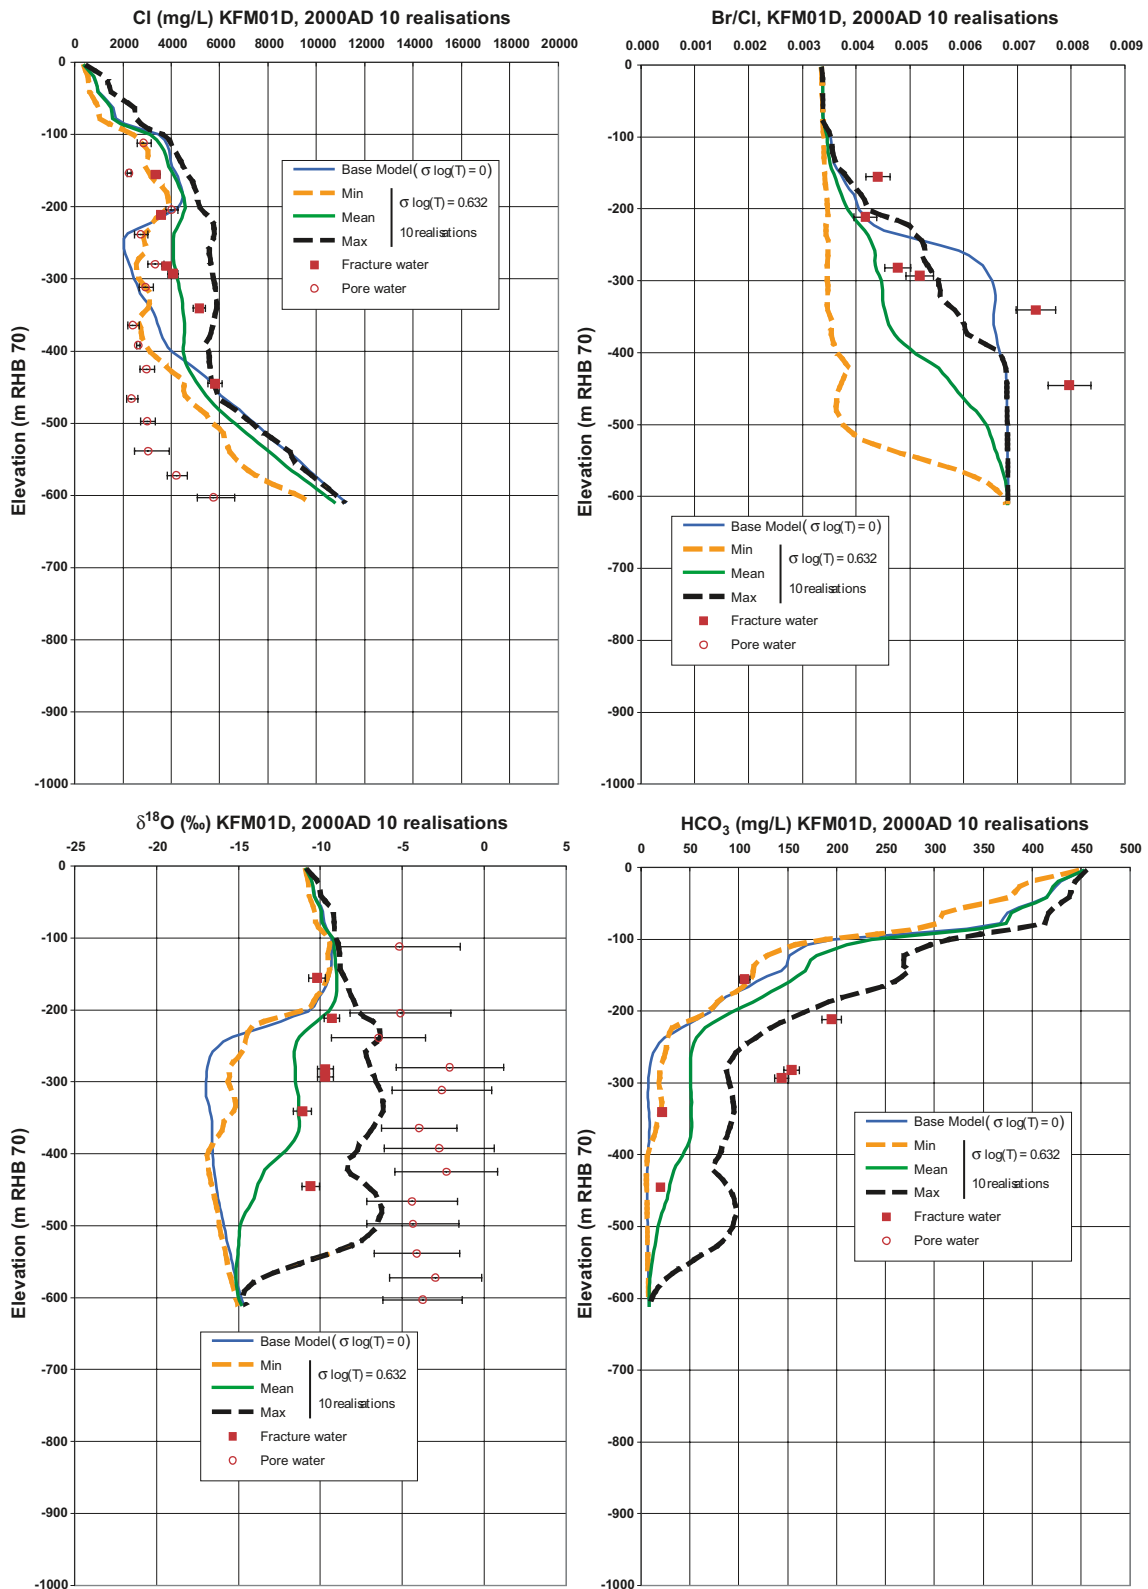 Cl (mg/L) KFM01D, 2000AD 10 realisations
0 2000 4000 6000 8000 10000 12000 14000 16000 18000 20000
0
-100
-200
-300
-400
-500
-600
-700
-800
-900
-1000
Elevation (m RHB 70)
Base Model (σ log(T) = 0)
Min
Mean
Max
σ log(T) = 0.632
10 realisations
Fracture water
Pore water
Br/Cl, KFM01D, 2000AD 10 realisations
0.000 0.001 0.002 0.003 0.004 0.005 0.006 0.007 0.008 0.009
0
-100
-200
-300
-400
-500
-600
-700
-800
-900
-1000
Elevation (m RHB 70)
Base Model (σ log(T) = 0)
Min
Mean
Max
σ log(T) = 0.632
10 realisations
Fracture water
Pore water
δ¹⁸O (‰) KFM01D, 2000AD 10 realisations
-25 -20 -15 -10 -5 0 5
0
-100
-200
-300
-400
-500
-600
-700
-800
-900
-1000
Elevation (m RHB 70)
Base Model (σ log(T) = 0)
Min
Mean
Max
σ log(T) = 0.632
10 realisations
Fracture water
Pore water
HCO₃ (mg/L) KFM01D, 2000AD 10 realisations
0 50 100 150 200 250 300 350 400 450 500
0
-100
-200
-300
-400
-500
-600
-700
-800
-900
-1000
Elevation (m RHB 70)
Base Model (σ log(T) = 0)
Min
Mean
Max
σ log(T) = 0.632
10 realisations
Fracture water
Pore water